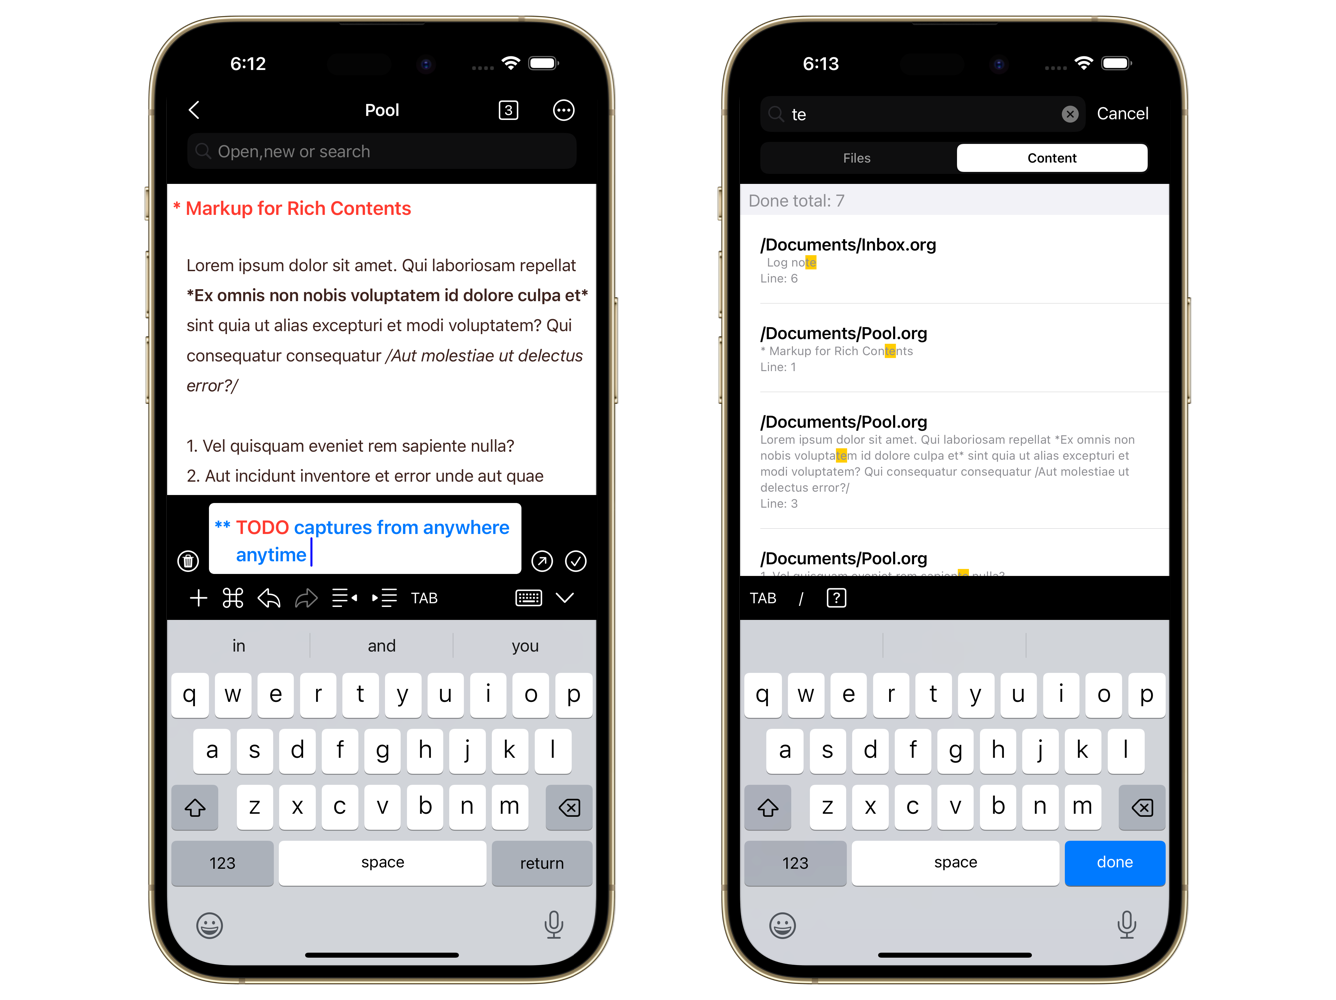 6:12
Pool
3
Open,new or search
* Markup for Rich Contents
Lorem ipsum dolor sit amet. Qui laboriosam repellat
*Ex omnis non nobis voluptatem id dolore culpa et*
sint quia ut alias excepturi et modi voluptatem? Qui
consequatur consequatur /Aut molestiae ut delectus
error?/
1. Vel quisquam eveniet rem sapiente nulla?
2. Aut incidunt inventore et error unde aut quae
** TODO captures from anywhere
anytime
TAB
in and you
q w e r t y u i o p
a s d f g h j k l
z x c v b n m
123 space return
6:13
te
Cancel
Files Content
Done total: 7
/Documents/Inbox.org
Log note
Line: 6
/Documents/Pool.org
* Markup for Rich Contents
Line: 1
/Documents/Pool.org
Lorem ipsum dolor sit amet. Qui laboriosam repellat *Ex omnis non
nobis voluptatem id dolore culpa et* sint quia ut alias excepturi et
modi voluptatem? Qui consequatur consequatur /Aut molestiae ut
delectus error?/
Line: 3
/Documents/Pool.org
1. Vel quisquam eveniet rem sapiente nulla?
TAB / ?
q w e r t y u i o p
a s d f g h j k l
z x c v b n m
123 space done